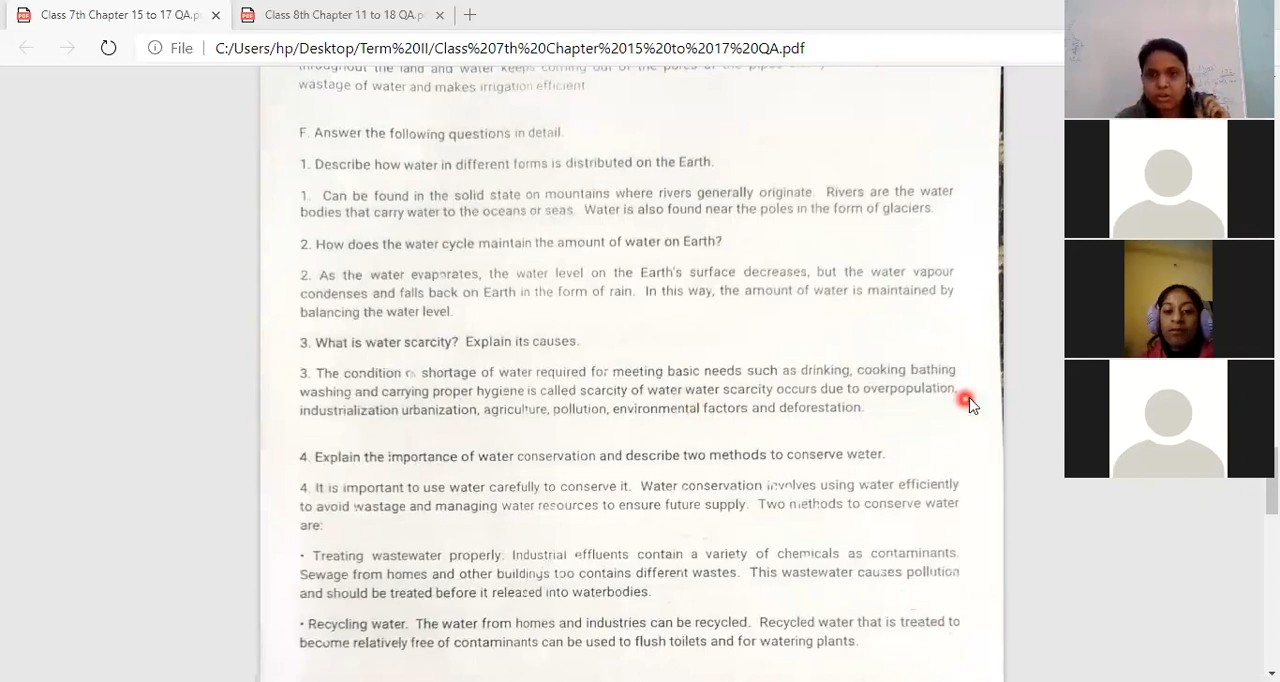 Class 7th Chapter 15 to 17 QA.p
Class 8th Chapter 11 to 18 QA.p
File
C:/Users/hp/Desktop/Term%20II/Class%207th%20Chapter%2015%20to%2017%20QA.pdf
throughout the land and water keeps coming out of the pores of the pipes
wastage of water and makes irrigation efficient
F. Answer the following questions in detail
1. Describe how water in different forms is distributed on the Earth.
1. Can be found in the solid state on mountains where rivers generally originate. Rivers are the water
bodies that carry water to the oceans or seas. Water is also found near the poles in the form of glaciers.
2. How does the water cycle maintain the amount of water on Earth?
2. As the water evaporates, the water level on the Earth's surface decreases, but the water vapour
condenses and falls back on Earth in the form of rain. In this way, the amount of water is maintained by
balancing the water level.
3. What is water scarcity? Explain its causes.
3. The condition shortage of water required for meeting basic needs such as drinking, cooking bathing
washing and carrying proper hygiene is called scarcity of water water scarcity occurs due to overpopulation,
industrialization urbanization, agriculture, pollution, environmental factors and deforestation.
4. Explain the importance of water conservation and describe two methods to conserve water.
4. It is important to use water carefully to conserve it. Water conservation involves using water efficiently
to avoid wastage and managing water resources to ensure future supply. Two methods to conserve water
are:
• Treating wastewater properly. Industrial effluents contain a variety of chemicals as contaminants.
Sewage from homes and other buildings too contains different wastes. This wastewater causes pollution
and should be treated before it released into waterbodies.
• Recycling water. The water from homes and industries can be recycled. Recycled water that is treated to
become relatively free of contaminants can be used to flush toilets and for watering plants.